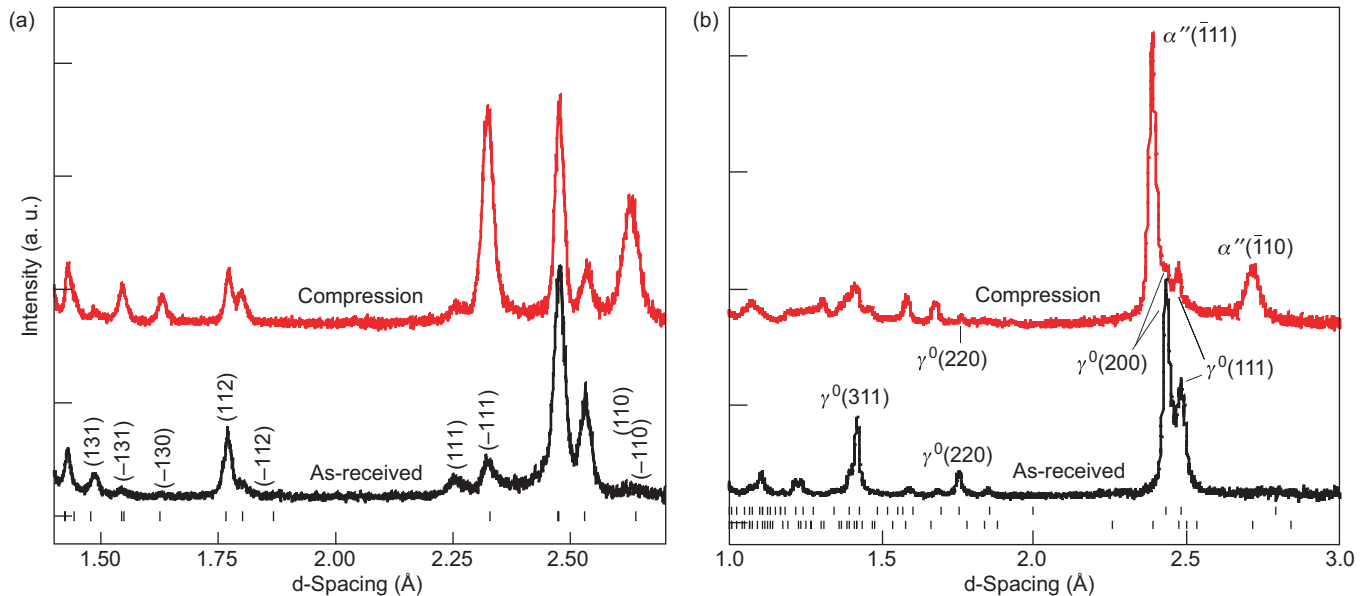 (a)
Intensity (a. u.)
Compression
(131)
(−131)
(−130)
(112)
(−112)
(111)
(−111)
(110)
(−110)
As-received
1.50
1.75
2.00
2.25
2.50
d-Spacing (Å)
(b)
α′′(1̄11)
α′′(1̄10)
Compression
γ⁰(220)
γ⁰(200)
γ⁰(111)
γ⁰(311)
γ⁰(220)
As-received
1.0
1.5
2.0
2.5
3.0
d-Spacing (Å)